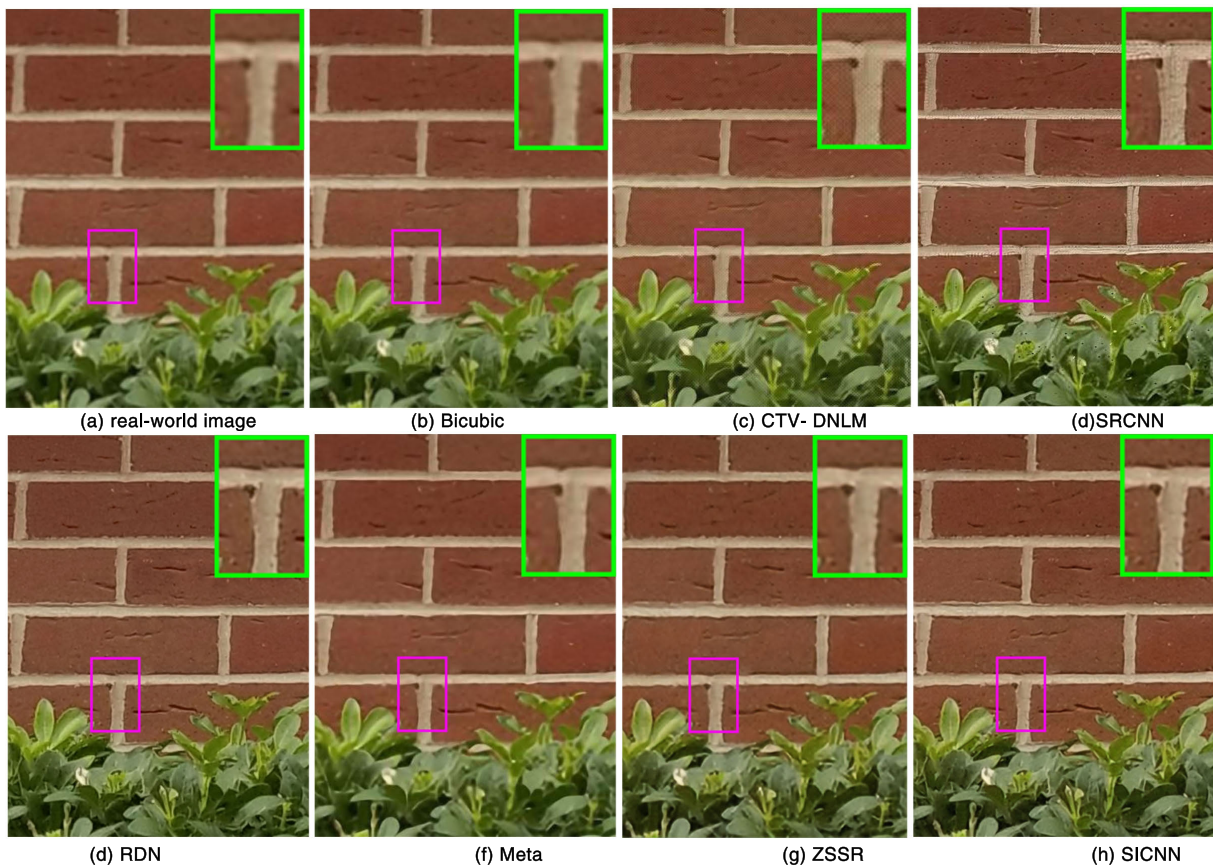 (a) real-world image
(b) Bicubic
(c) CTV- DNLM
(d)SRCNN
(d) RDN
(f) Meta
(g) ZSSR
(h) SICNN